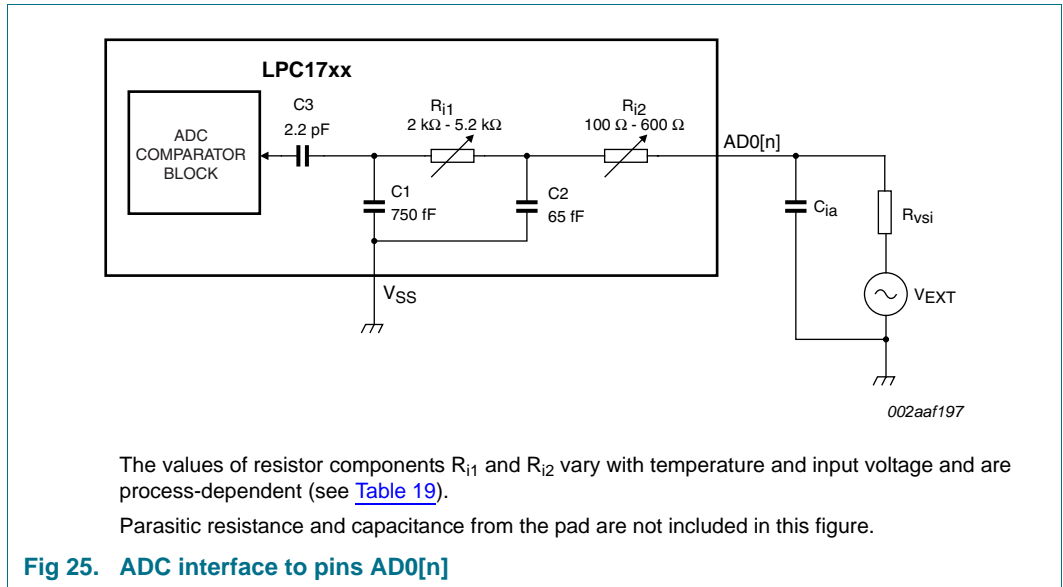 LPC17xx
ADC
COMPARATOR
BLOCK
C3
2.2 pF
Ri1
2 kΩ - 5.2 kΩ
Ri2
100 Ω - 600 Ω
AD0[n]
C1
750 fF
C2
65 fF
Cia
Rvsi
VEXT
VSS
002aaf197
The values of resistor components Ri1 and Ri2 vary with temperature and input voltage and are
process-dependent (see Table 19).
Parasitic resistance and capacitance from the pad are not included in this figure.
Fig 25. ADC interface to pins AD0[n]